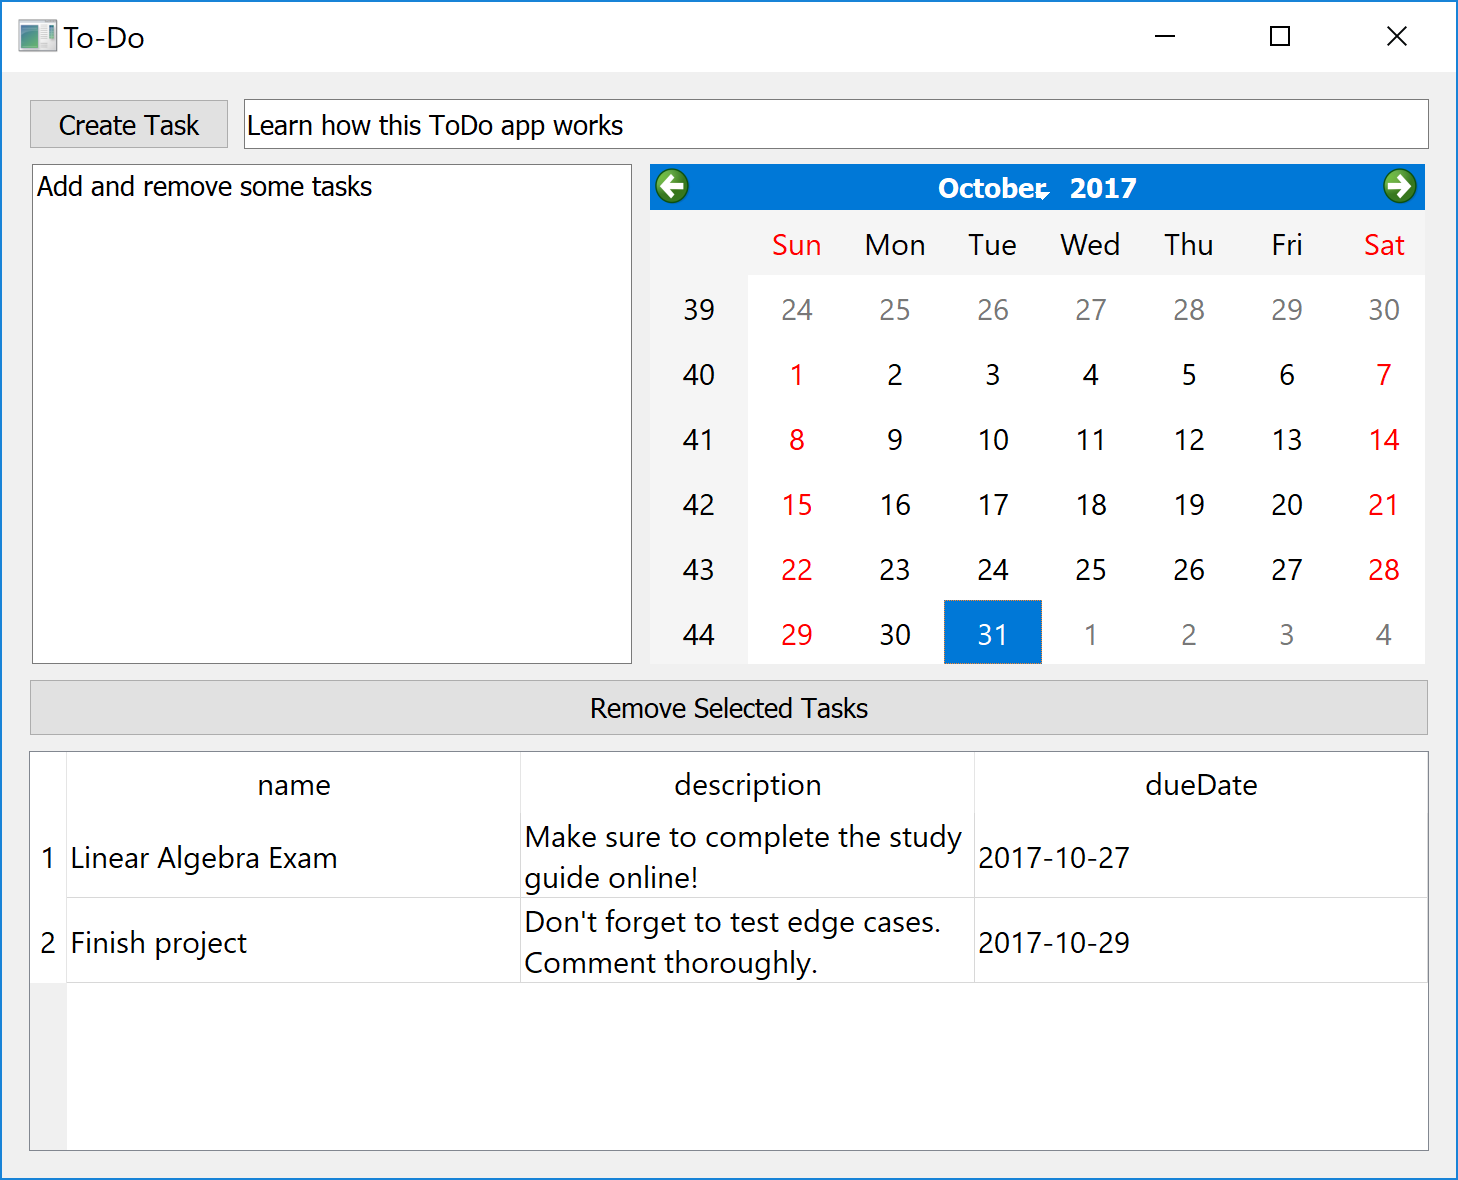 To-Do
Create Task
Learn how this ToDo app works
Add and remove some tasks
October 2017
Sun Mon Tue Wed Thu Fri Sat
39 24 25 26 27 28 29 30
40 1 2 3 4 5 6 7
41 8 9 10 11 12 13 14
42 15 16 17 18 19 20 21
43 22 23 24 25 26 27 28
44 29 30 31 1 2 3 4
Remove Selected Tasks
name description dueDate
1 Linear Algebra Exam
Make sure to complete the study
guide online!
2017-10-27
2 Finish project
Don't forget to test edge cases.
Comment thoroughly.
2017-10-29